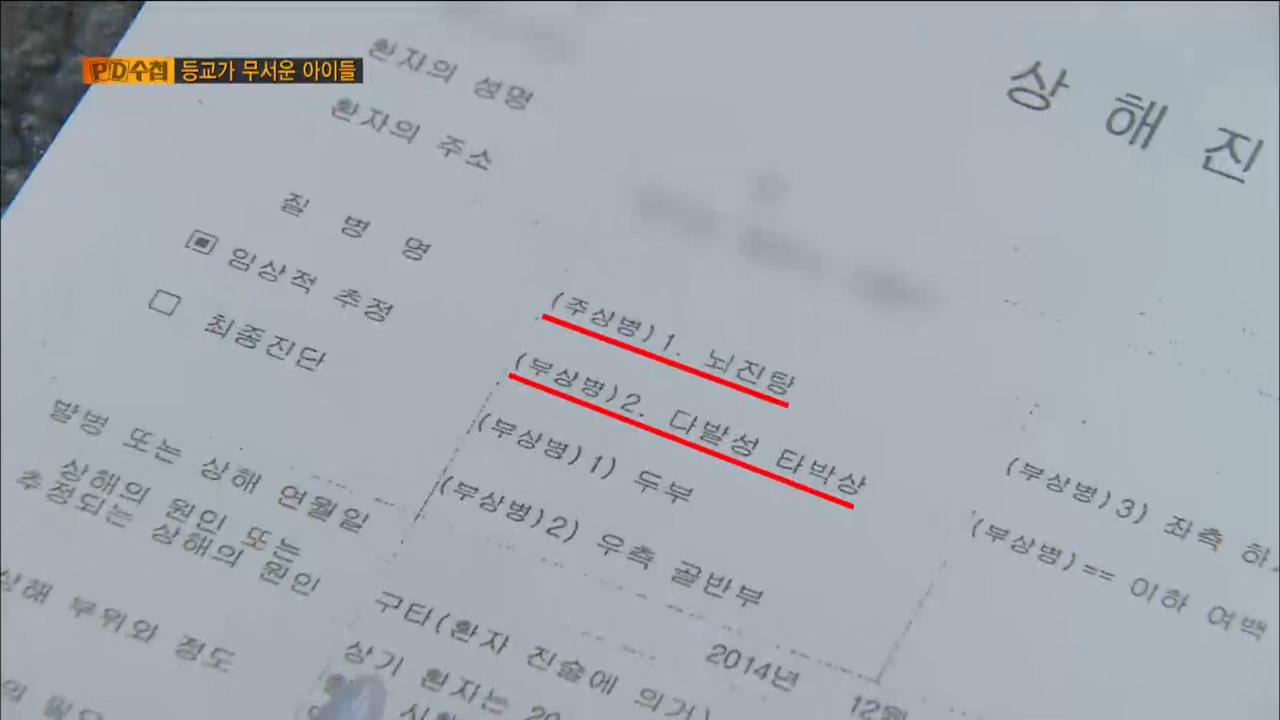 PD수첩 등교가 무서운 아이들
상 해 진
환자의 성명
환자의 주소
질 병 명
임상적 추정
최종진단
(주상병)1. 뇌진탕
(부상병)2. 다발성 타박상
(부상병)1) 두부
(부상병)2) 우측 골반부
(부상병)3) 좌측 하
(부상병)== 이하 여백
발병 또는 상해 연월일
2014년 12월
상해의 원인 또는
추정되는 상해의 원인
구타(환자 진술에 의거)
상해 부위와 정도
상기 환자는 20